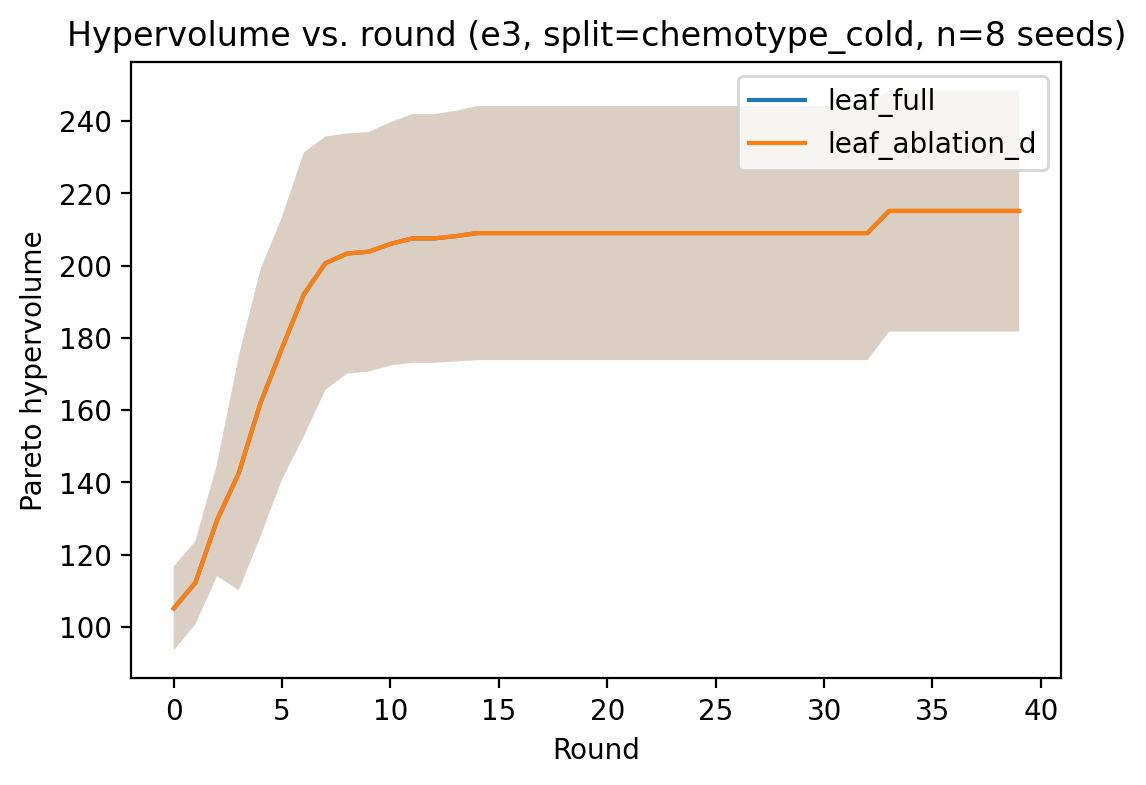 Hypervolume vs. round (e3, split=chemotype_cold, n=8 seeds)
leaf_full
leaf_ablation_d
Pareto hypervolume
240
220
200
180
160
140
120
100
0 5 10 15 20 25 30 35 40
Round